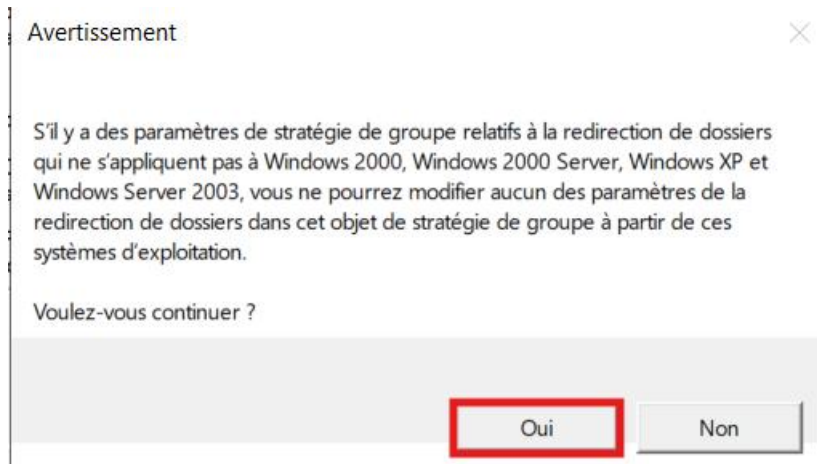 Avertissement
S'il y a des paramètres de stratégie de groupe relatifs à la redirection de dossiers
qui ne s'appliquent pas à Windows 2000, Windows 2000 Server, Windows XP et
Windows Server 2003, vous ne pourrez modifier aucun des paramètres de la
redirection de dossiers dans cet objet de stratégie de groupe à partir de ces
systèmes d'exploitation.
Voulez-vous continuer ?
Oui
Non